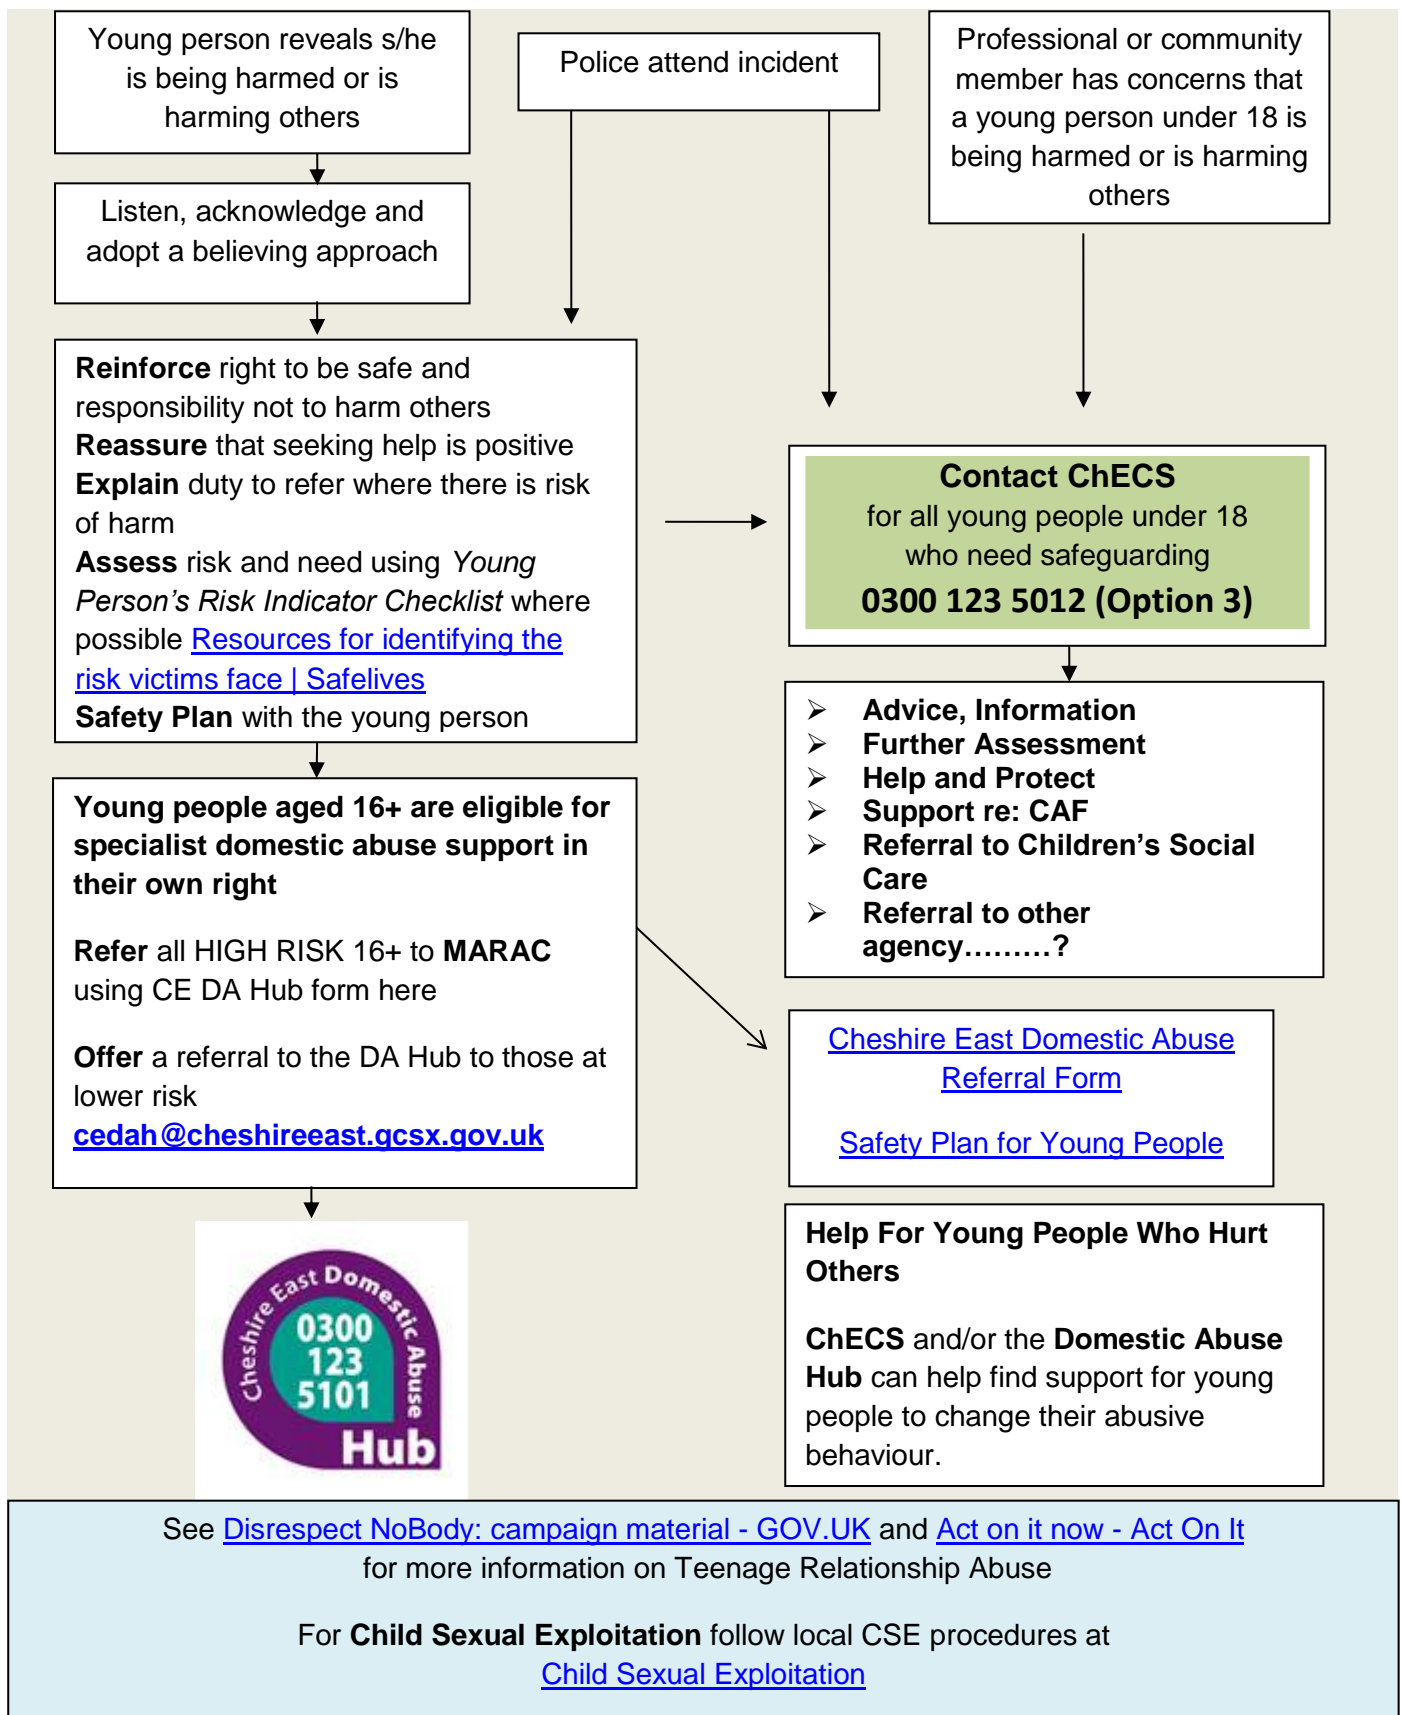 Young person reveals s/he
is being harmed or is
harming others
Police attend incident
Professional or community
member has concerns that
a young person under 18 is
being harmed or is harming
others
Listen, acknowledge and
adopt a believing approach
Reinforce right to be safe and
responsibility not to harm others
Reassure that seeking help is positive
Explain duty to refer where there is risk
of harm
Assess risk and need using Young
Person's Risk Indicator Checklist where
possible Resources for identifying the
risk victims face | Safelives
Safety Plan with the young person
Contact ChECS
for all young people under 18
who need safeguarding
0300 123 5012 (Option 3)
➢ Advice, Information
➢ Further Assessment
➢ Help and Protect
➢ Support re: CAF
➢ Referral to Children's Social
Care
➢ Referral to other
agency………?
Young people aged 16+ are eligible for
specialist domestic abuse support in
their own right
Refer all HIGH RISK 16+ to MARAC
using CE DA Hub form here
Offer a referral to the DA Hub to those at
lower risk
cedah@cheshireeast.gcsx.gov.uk
Cheshire East Domestic Abuse
Referral Form
Safety Plan for Young People
Cheshire East Domestic Abuse
0300
123
5101
Hub
Help For Young People Who Hurt
Others
ChECS and/or the Domestic Abuse
Hub can help find support for young
people to change their abusive
behaviour.
See Disrespect NoBody: campaign material - GOV.UK and Act on it now - Act On It
for more information on Teenage Relationship Abuse
For Child Sexual Exploitation follow local CSE procedures at
Child Sexual Exploitation